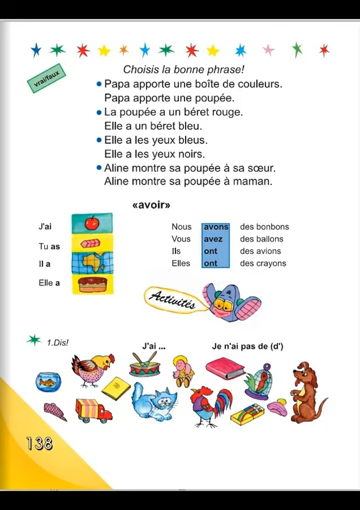 Choisis la bonne phrase!
vrai/faux
• Papa apporte une boîte de couleurs.
Papa apporte une poupée.
• La poupée a un béret rouge.
Elle a un béret bleu.
• Elle a les yeux bleus.
Elle a les yeux noirs.
• Aline montre sa poupée à sa sœur.
Aline montre sa poupée à maman.
«avoir»
J'ai
Tu as
Il a
Elle a
Nous avons des bonbons
Vous avez des ballons
Ils ont des avions
Elles ont des crayons
Activités
1.Dis!
J'ai ...
Je n'ai pas de (d')
138